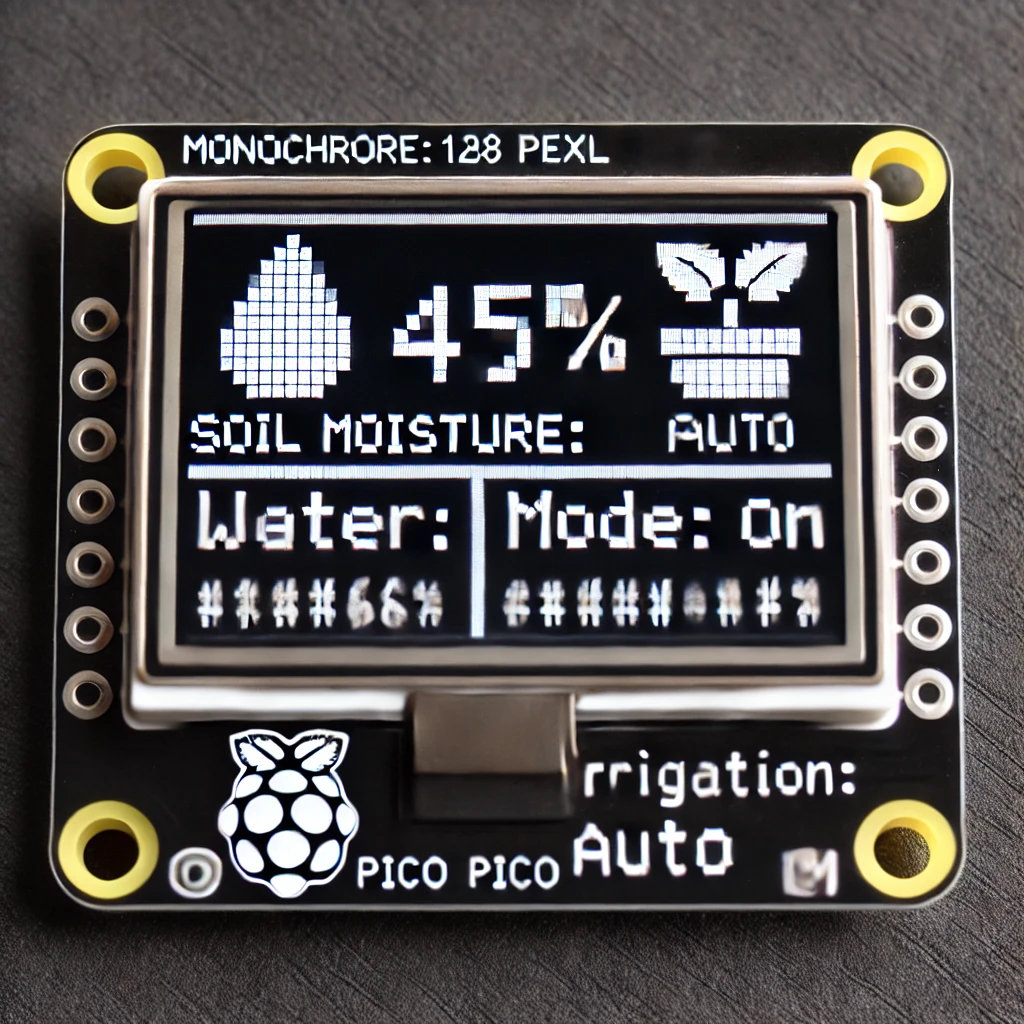 MONOCHRORE: 128 PEXL
45%
SOIL MOISTURE: AUTO
Water: Mode: On
rrigation:
Auto
PICO PICO